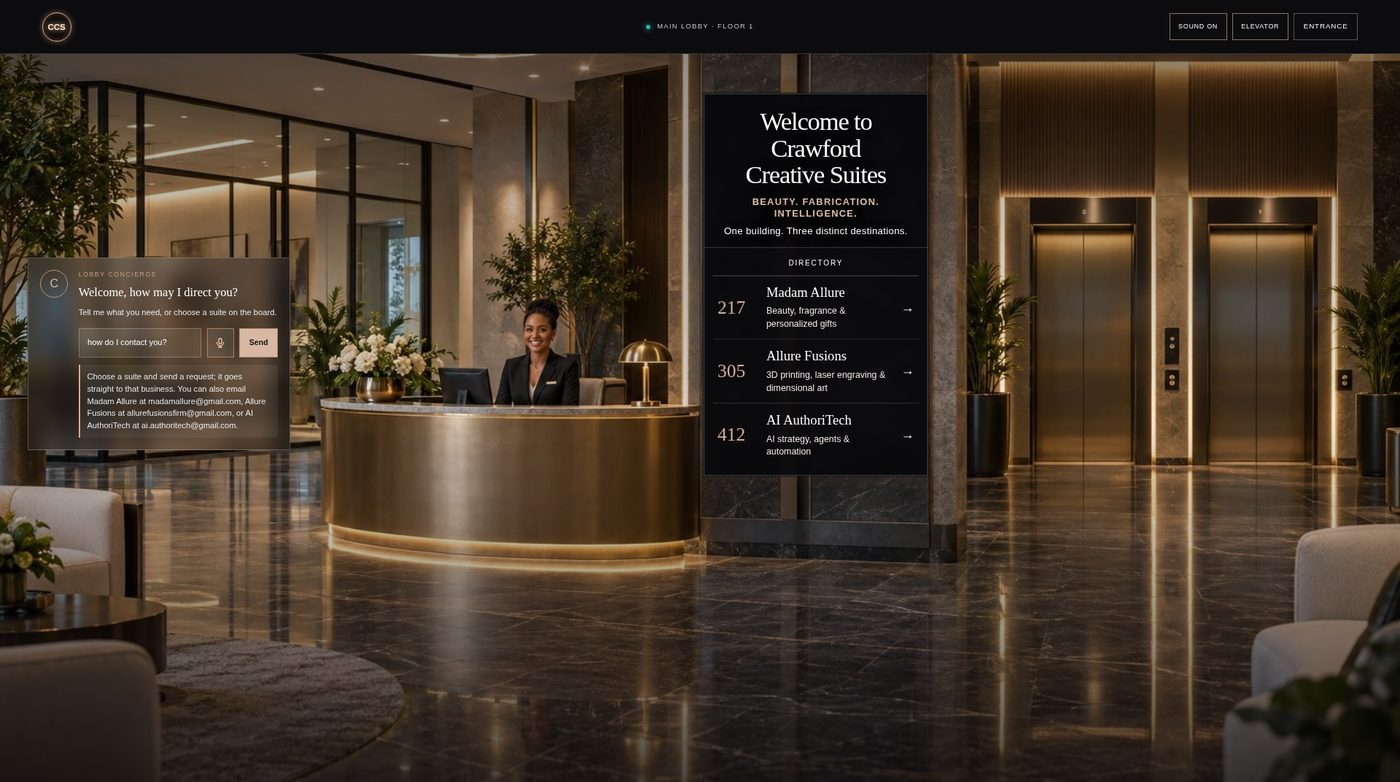 CCS
MAIN LOBBY · FLOOR 1
SOUND ON
ELEVATOR
ENTRANCE
LOBBY CONCIERGE
C
Welcome, how may I direct you?
Tell me what you need, or choose a suite on the board.
how do I contact you?
Send
Choose a suite and send a request; it goes
straight to that business. You can also email
Madam Allure at madamallure@gmail.com, Allure
Fusions at allurefusionsfirm@gmail.com, or AI
AuthoriTech at ai.authoritech@gmail.com.
Welcome to
Crawford
Creative Suites
BEAUTY. FABRICATION.
INTELLIGENCE.
One building. Three distinct destinations.
DIRECTORY
217
Madam Allure
Beauty, fragrance &
personalized gifts
→
305
Allure Fusions
3D printing, laser engraving &
dimensional art
→
412
AI AuthoriTech
AI strategy, agents &
automation
→